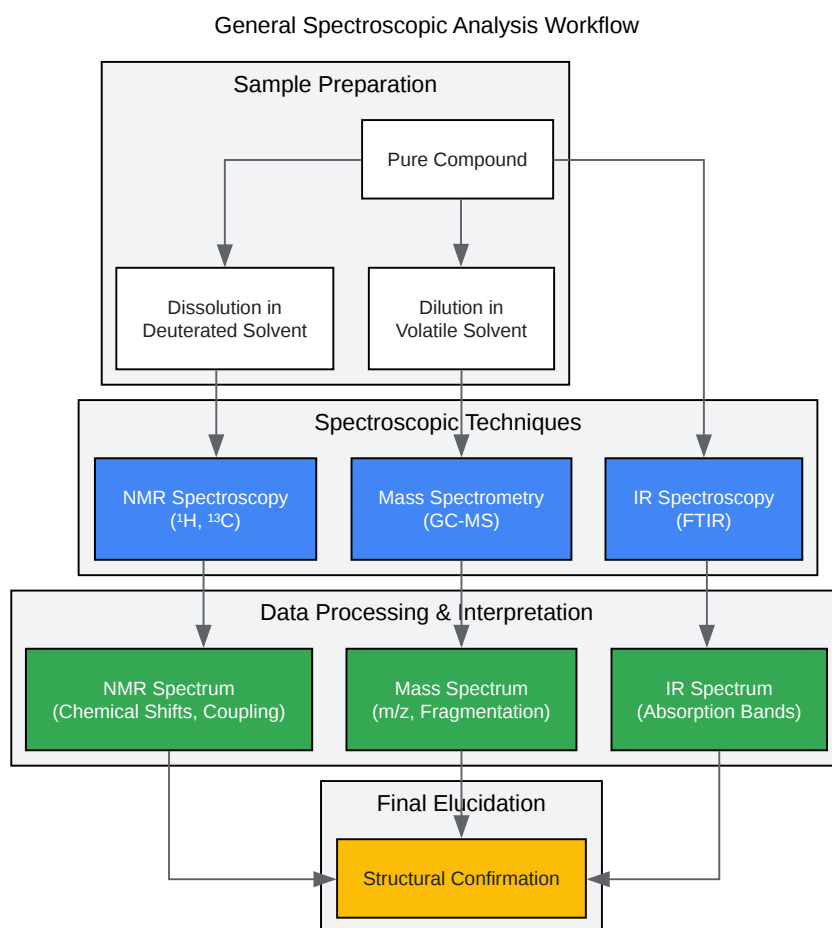 General Spectroscopic Analysis Workflow
Sample Preparation
Pure Compound
Dissolution in
Deuterated Solvent
Dilution in
Volatile Solvent
Spectroscopic Techniques
NMR Spectroscopy
(¹H, ¹³C)
Mass Spectrometry
(GC-MS)
IR Spectroscopy
(FTIR)
Data Processing & Interpretation
NMR Spectrum
(Chemical Shifts, Coupling)
Mass Spectrum
(m/z, Fragmentation)
IR Spectrum
(Absorption Bands)
Final Elucidation
Structural Confirmation